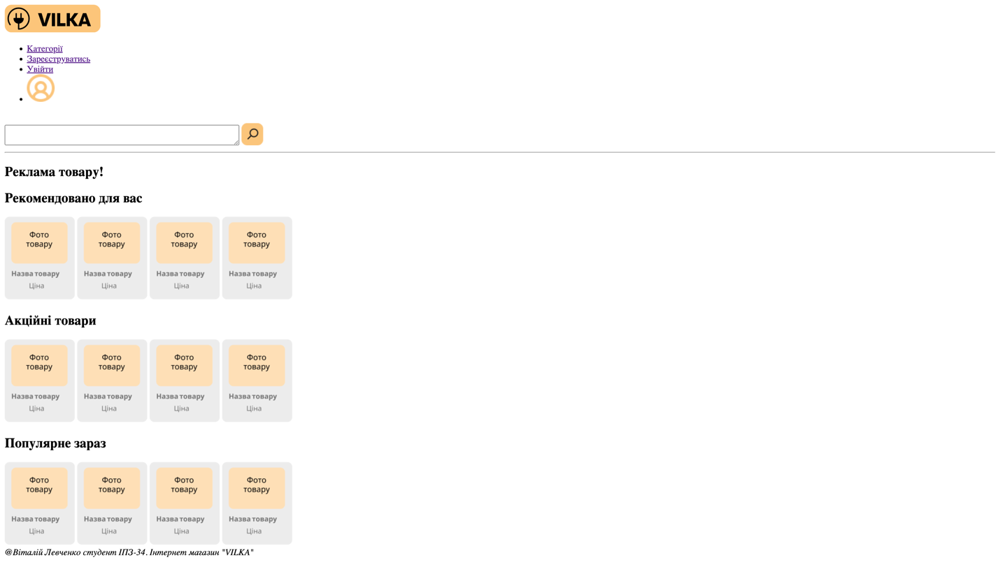 VILKA
Категорії
Зареєструватись
Увійти
Реклама товару!
Рекомендовано для вас
Фото Фото Фото Фото
товару товару товару товару
Назва товару Назва товару Назва товару Назва товару
Ціна Ціна Ціна Ціна
Акційні товари
Фото Фото Фото Фото
товару товару товару товару
Назва товару Назва товару Назва товару Назва товару
Ціна Ціна Ціна Ціна
Популярне зараз
Фото Фото Фото Фото
товару товару товару товару
Назва товару Назва товару Назва товару Назва товару
Ціна Ціна Ціна Ціна
@Віталій Левченко студент ІПЗ-34. Інтернет магазин "VILKA"